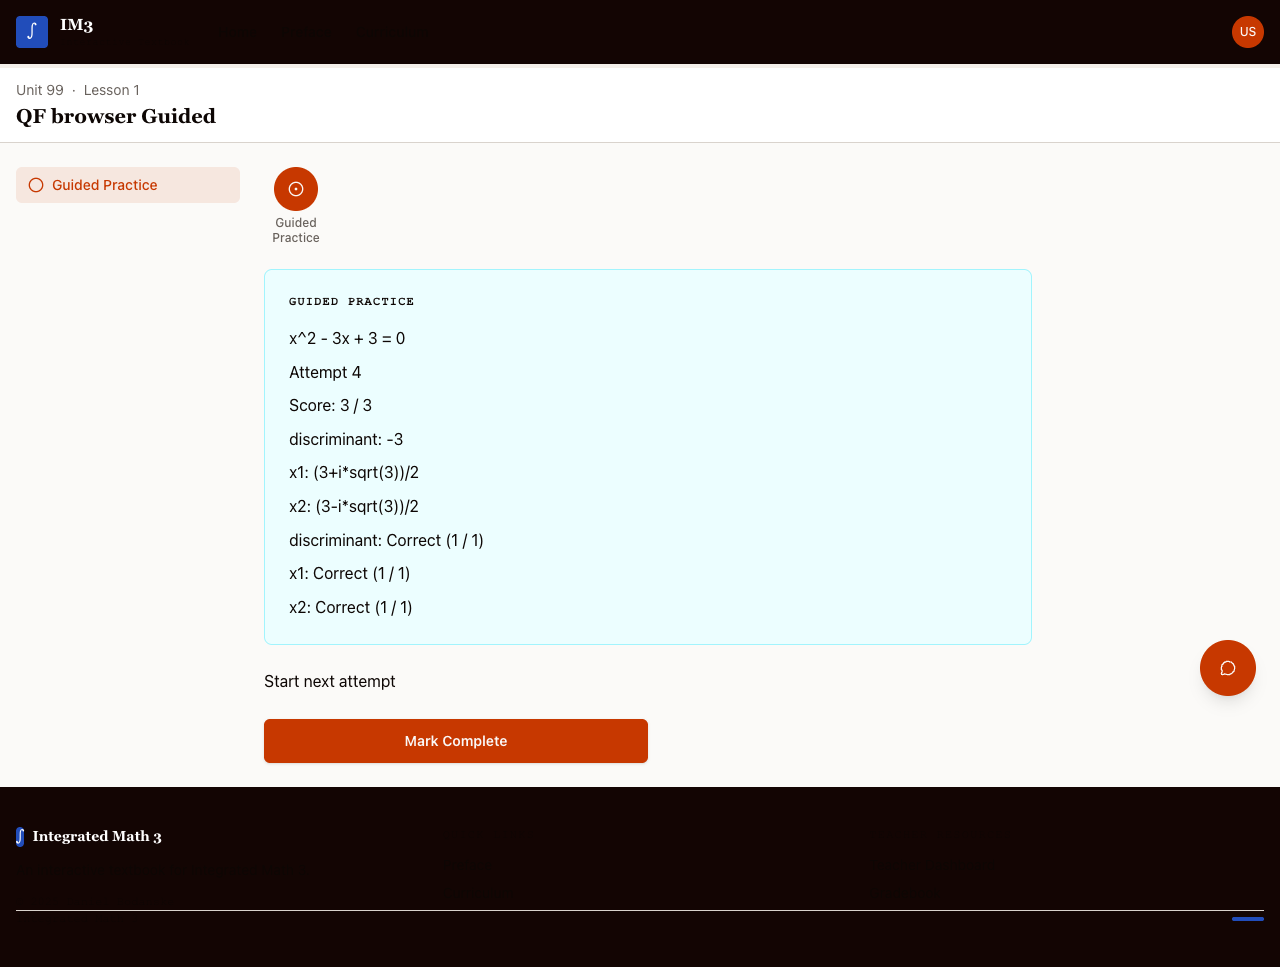 ∫ IM3
US
Unit 99 · Lesson 1
QF browser Guided
Guided Practice
Guided
Practice
GUIDED PRACTICE
x^2 - 3x + 3 = 0
Attempt 4
Score: 3 / 3
discriminant: -3
x1: (3+i*sqrt(3))/2
x2: (3-i*sqrt(3))/2
discriminant: Correct (1 / 1)
x1: Correct (1 / 1)
x2: Correct (1 / 1)
Start next attempt
Mark Complete
∫ Integrated Math 3